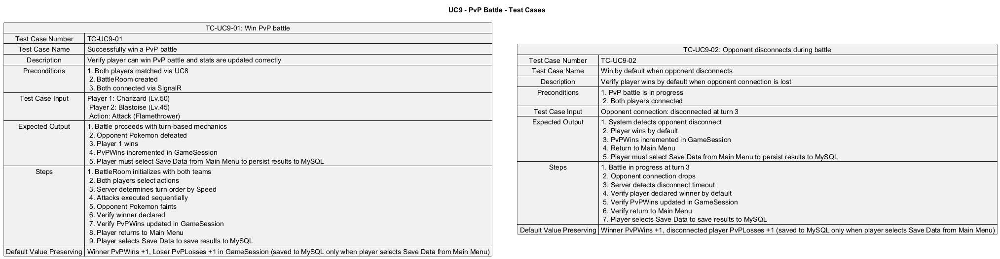 UC9 - PvP Battle - Test Cases
TC-UC9-01: Win PvP battle
Test Case Number TC-UC9-01
Test Case Name Successfully win a PvP battle
Description Verify player can win PvP battle and stats are updated correctly
Preconditions 1. Both players matched via UC8
2. BattleRoom created
3. Both connected via SignalR
Test Case Input Player 1: Charizard (Lv.50)
Player 2: Blastoise (Lv.45)
Action: Attack (Flamethrower)
Expected Output 1. Battle proceeds with turn-based mechanics
2. Opponent Pokemon defeated
3. Player 1 wins
4. PvPWins incremented in GameSession
5. Player must select Save Data from Main Menu to persist results to MySQL
Steps 1. BattleRoom initializes with both teams
2. Both players select actions
3. Server determines turn order by Speed
4. Attacks executed sequentially
5. Opponent Pokemon faints
6. Verify winner declared
7. Verify PvPWins updated in GameSession
8. Player returns to Main Menu
9. Player selects Save Data to save results to MySQL
Default Value Preserving Winner PvPWins +1, Loser PvPLosses +1 in GameSession (saved to MySQL only when player selects Save Data from Main Menu)
TC-UC9-02: Opponent disconnects during battle
Test Case Number TC-UC9-02
Test Case Name Win by default when opponent disconnects
Description Verify player wins by default when opponent connection is lost
Preconditions 1. PvP battle is in progress
2. Both players connected
Test Case Input Opponent connection: disconnected at turn 3
Expected Output 1. System detects opponent disconnect
2. Player wins by default
3. PvPWins incremented in GameSession
4. Return to Main Menu
5. Player must select Save Data from Main Menu to persist results to MySQL
Steps 1. Battle in progress at turn 3
2. Opponent connection drops
3. Server detects disconnect timeout
4. Verify player declared winner by default
5. Verify PvPWins updated in GameSession
6. Verify return to Main Menu
7. Player selects Save Data to save results to MySQL
Default Value Preserving Winner PvPWins +1, disconnected player PvPLosses +1 (saved to MySQL only when player selects Save Data from Main Menu)